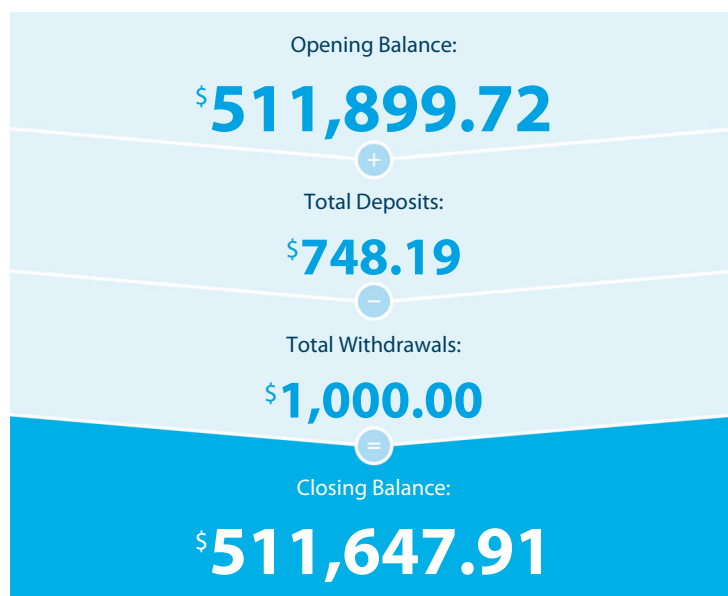 Opening Balance:
$511,899.72
+
Total Deposits:
$748.19
−
Total Withdrawals:
$1,000.00
=
Closing Balance:
$511,647.91